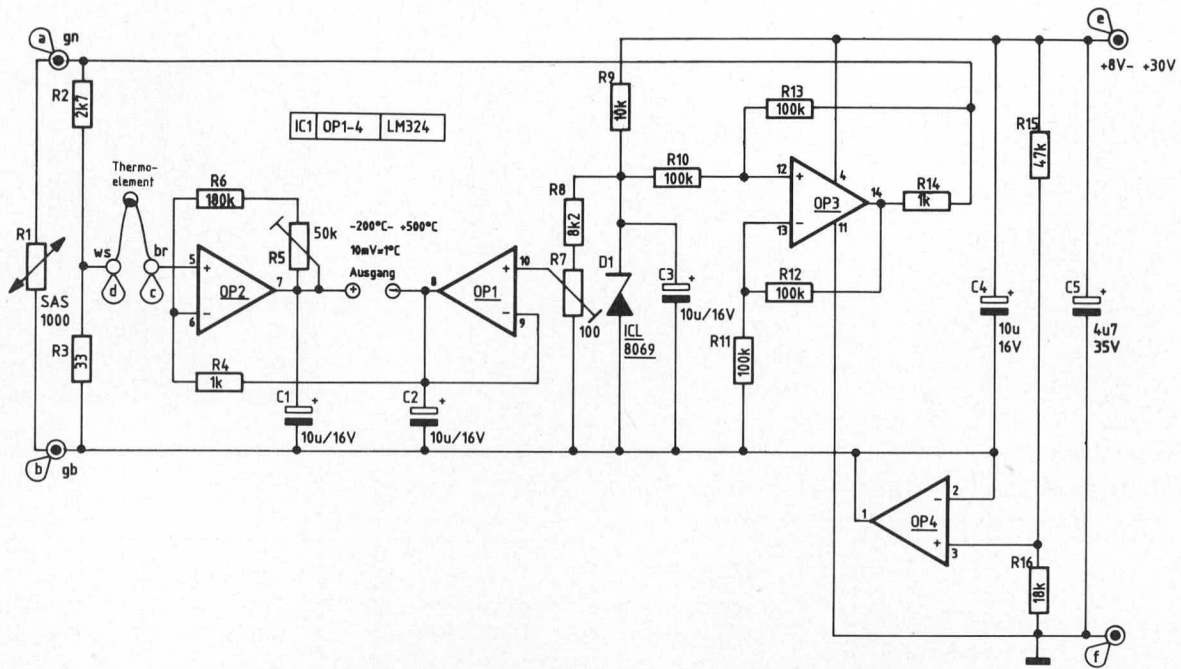 a gn
R2
2k7
IC1 OP1-4 LM324
Thermo-
element
R6
180k
50k
R5
-200°C- +500°C
10mV=1°C
Ausgang
R1
SAS
1000
ws
d
br
c
5
+
6
-
OP2
7
R3
33
R4
1k
C1
+
10u/16V
C2
+
10u/16V
b gb
8
OP1
10
+
9
-
R8
8k2
R7
100
R9
10k
D1
ICL
8069
C3
+
10u/16V
R10
100k
R13
100k
12
+
13
-
OP3
4
11
14
R14
1k
R12
100k
R11
100k
e
+8V- +30V
R15
47k
C4
+
10u
16V
C5
+
4u7
35V
1
OP4
2
-
3
+
R16
18k
f